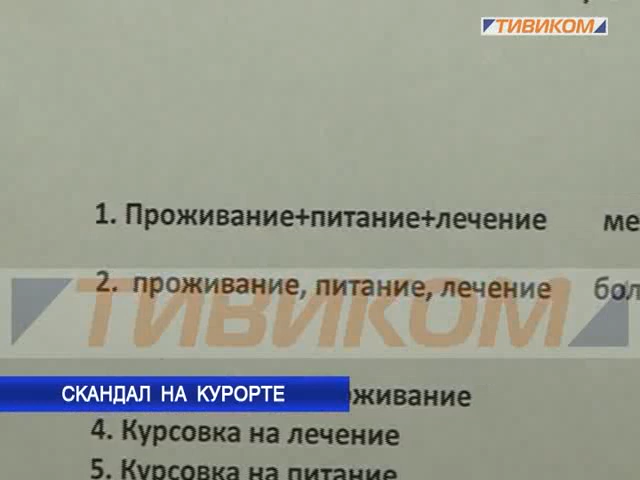 ТИВИКОМ
1. Проживание+питание+лечение ме
2. проживание, питание, лечение бол
ТИВИКОМ
СКАНДАЛ НА КУРОРТЕ
оживание
4. Курсовка на лечение
5. Курсовка на питание